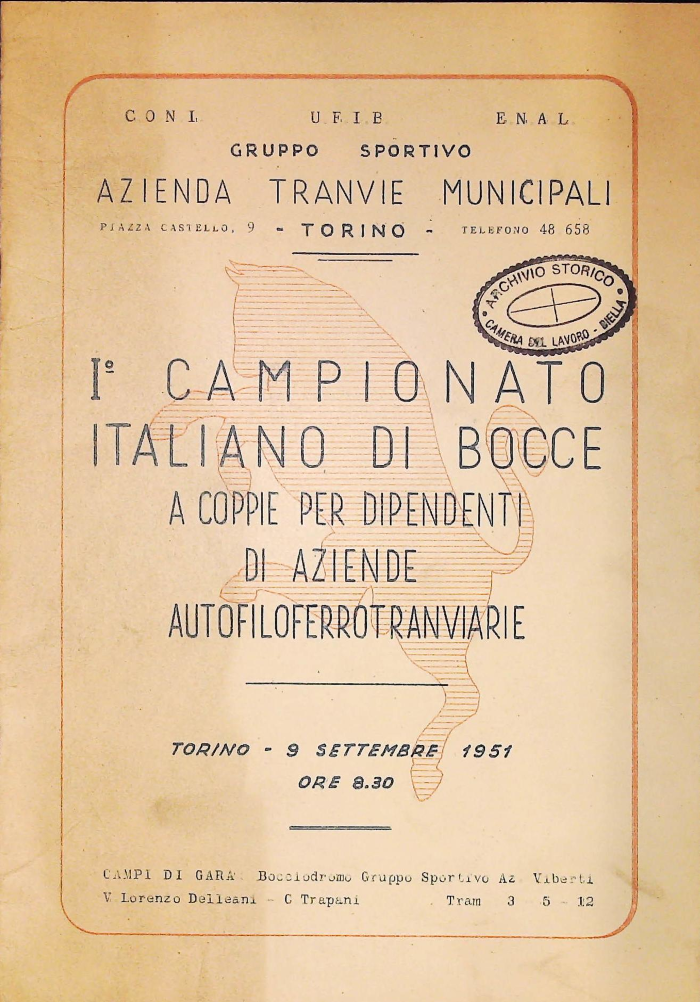 CONI UFIB ENAL
GRUPPO SPORTIVO
AZIENDA TRANVIE MUNICIPALI
PIAZZA CASTELLO, 9 - TORINO - TELEFONO 48 658
ARCHIVIO STORICO
CAMERA DEL LAVORO - BIELLA
Iº CAMPIONATO
ITALIANO DI BOCCE
A COPPIE PER DIPENDENTI
DI AZIENDE
AUTOFILOFERROTRANVIARIE
TORINO - 9 SETTEMBRE 1951
ORE 8.30
CAMPI DI GARA: Bocciodromo Gruppo Sportivo Az. Viberti
V Lorenzo Delleani - C Trapani Tram 3 - 5 - 12